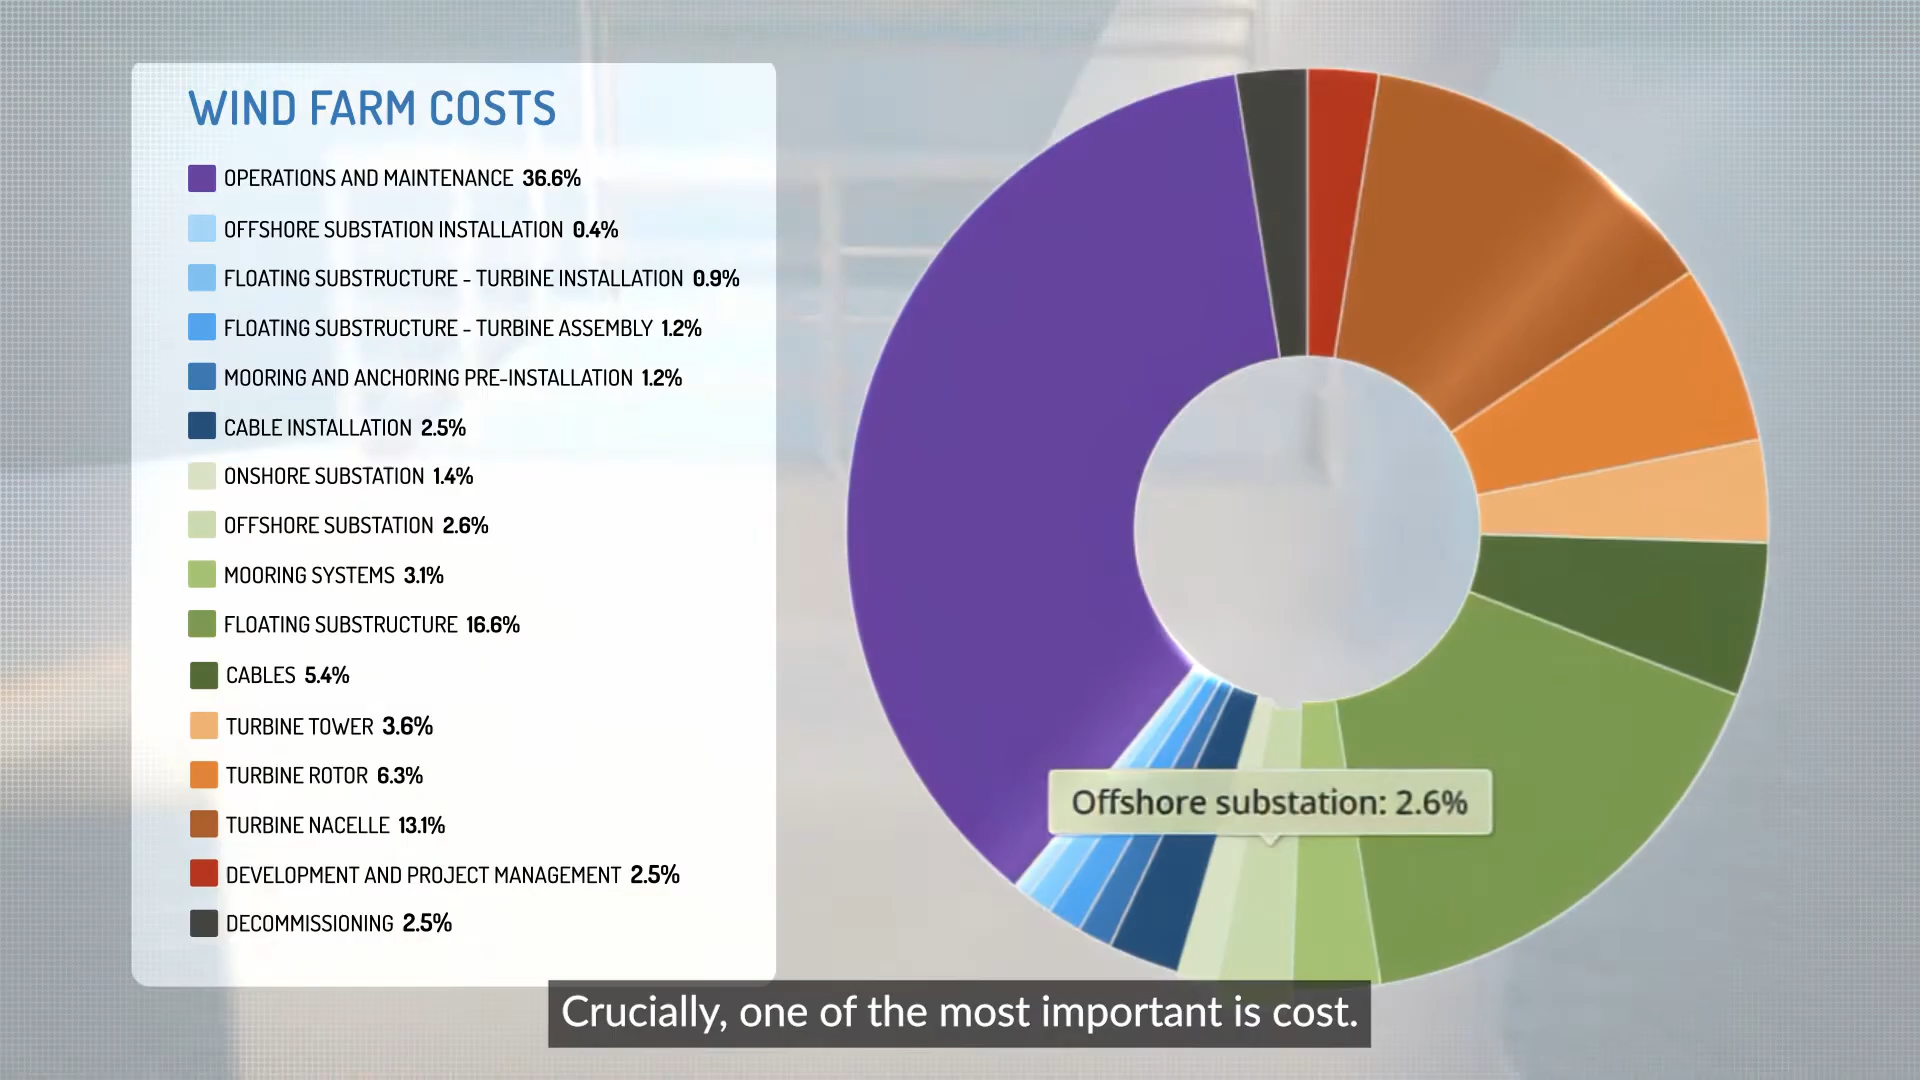 WIND FARM COSTS
OPERATIONS AND MAINTENANCE 36.6%
OFFSHORE SUBSTATION INSTALLATION 0.4%
FLOATING SUBSTRUCTURE - TURBINE INSTALLATION 0.9%
FLOATING SUBSTRUCTURE - TURBINE ASSEMBLY 1.2%
MOORING AND ANCHORING PRE-INSTALLATION 1.2%
CABLE INSTALLATION 2.5%
ONSHORE SUBSTATION 1.4%
OFFSHORE SUBSTATION 2.6%
MOORING SYSTEMS 3.1%
FLOATING SUBSTRUCTURE 16.6%
CABLES 5.4%
TURBINE TOWER 3.6%
TURBINE ROTOR 6.3%
TURBINE NACELLE 13.1%
DEVELOPMENT AND PROJECT MANAGEMENT 2.5%
DECOMMISSIONING 2.5%
Offshore substation: 2.6%
Crucially, one of the most important is cost.